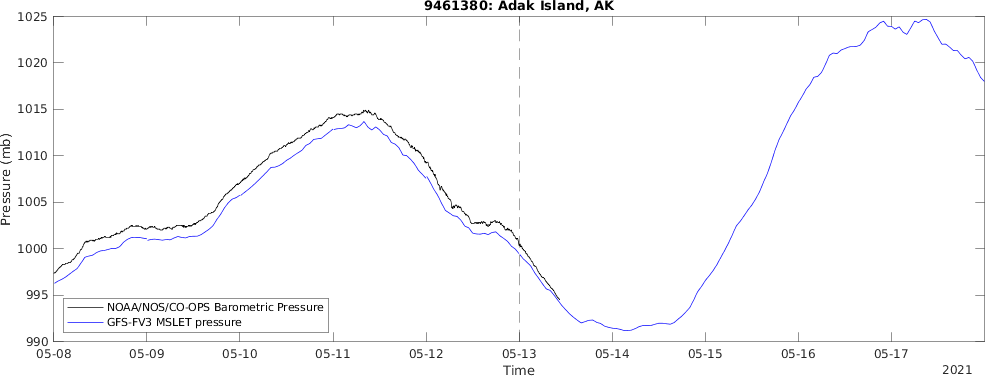 9461380: Adak Island, AK
Pressure (mb)
1025
1020
1015
1010
1005
1000
995
990
NOAA/NOS/CO-OPS Barometric Pressure
GFS-FV3 MSLET pressure
05-08 05-09 05-10 05-11 05-12 05-13 05-14 05-15 05-16 05-17
Time
2021